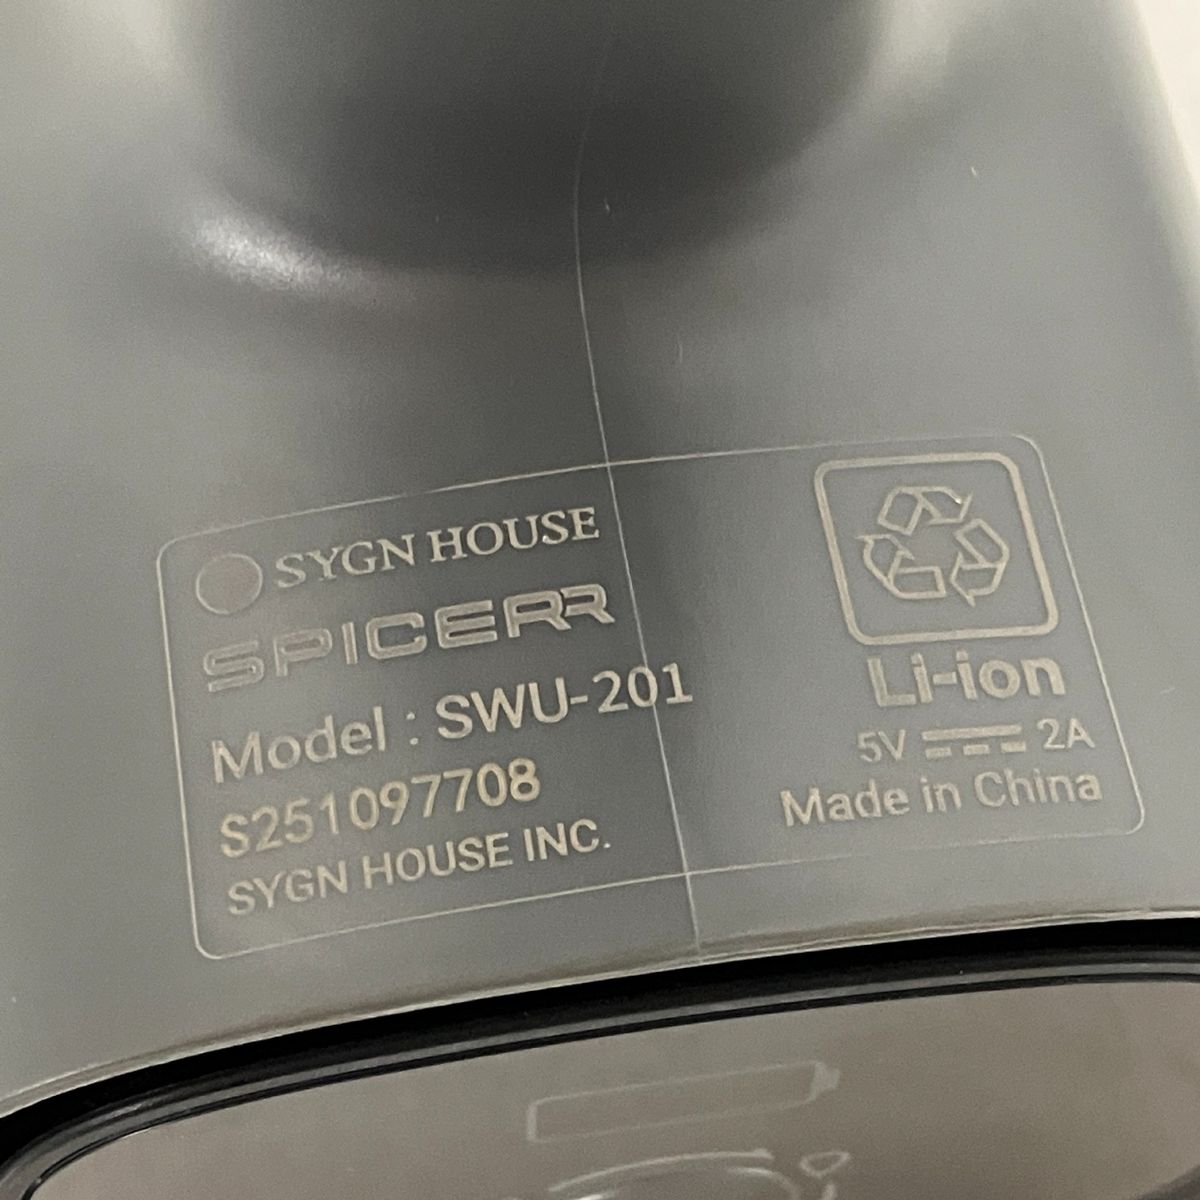 SYGN HOUSE
SPICERR
Model : SWU-201
S251097708
SYGN HOUSE INC.
Li-ion
5V ⎓ 2A
Made in China